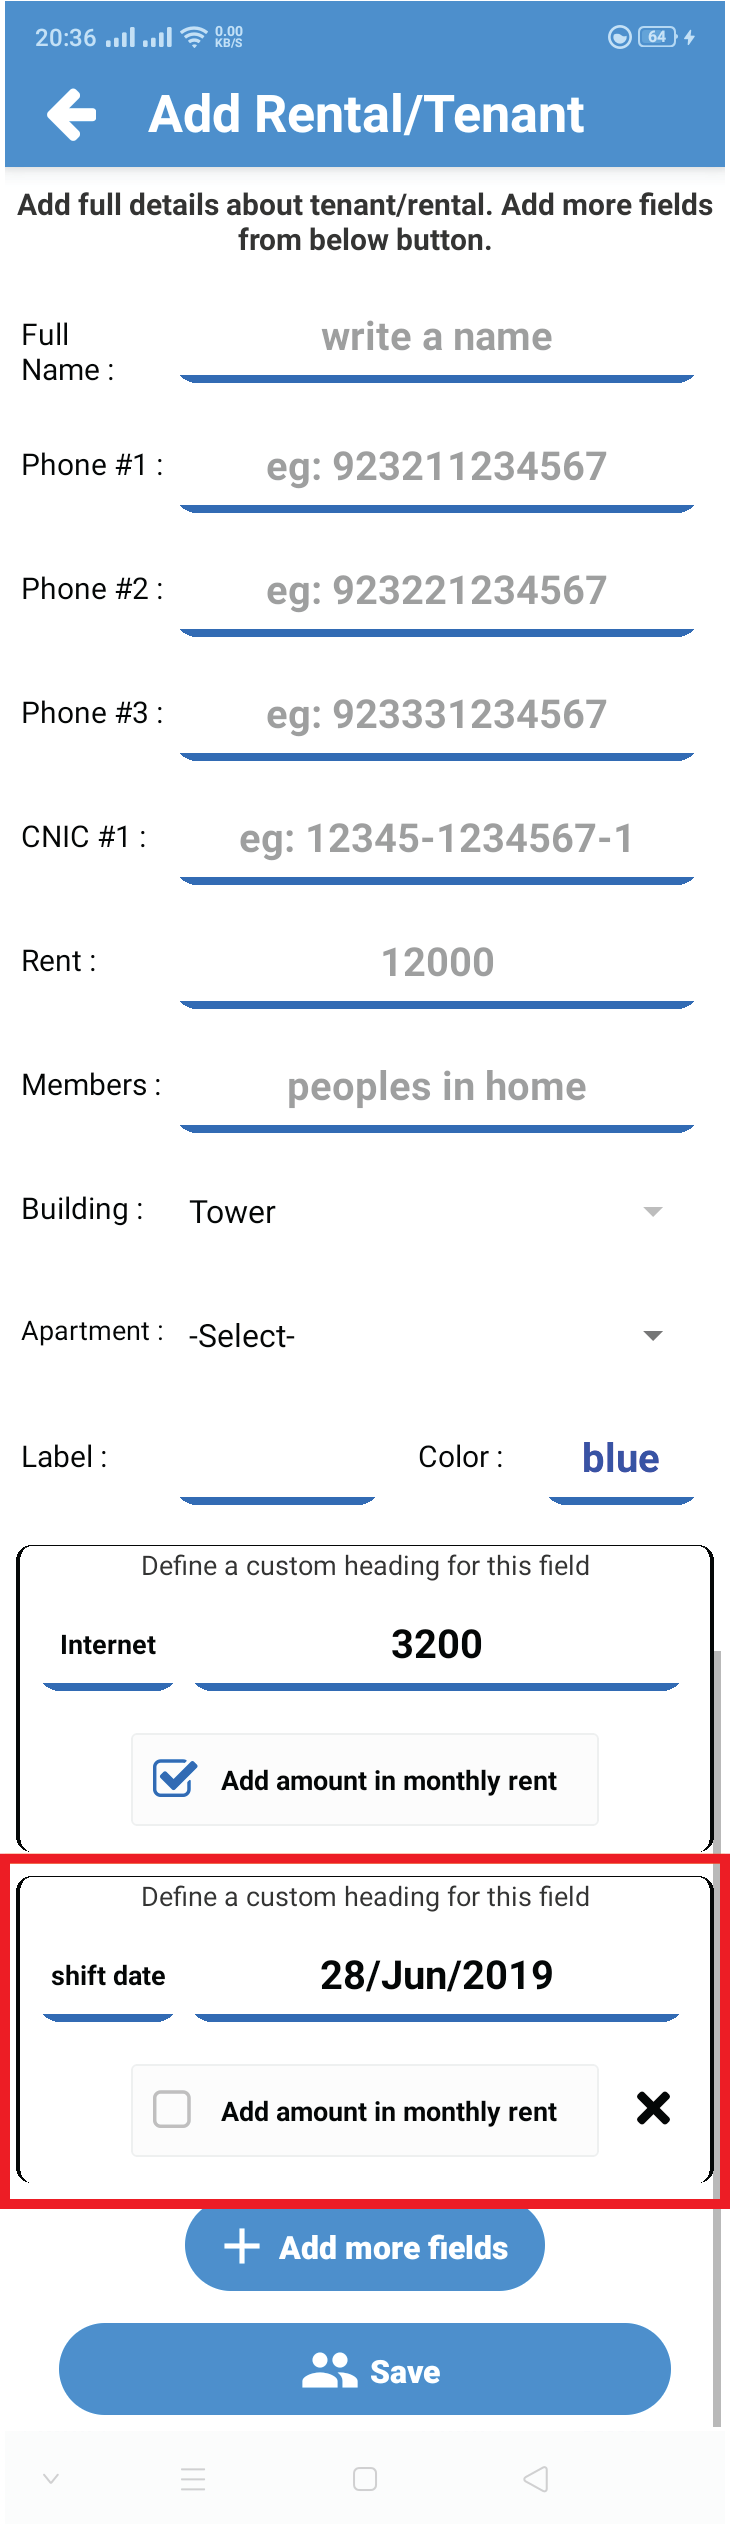 20:36 0.00 KB/S 64
Add Rental/Tenant
Add full details about tenant/rental. Add more fields
from below button.
Full
Name :
write a name
Phone #1 : eg: 923211234567
Phone #2 : eg: 923221234567
Phone #3 : eg: 923331234567
CNIC #1 : eg: 12345-1234567-1
Rent : 12000
Members : peoples in home
Building : Tower
Apartment : -Select-
Label : Color : blue
Define a custom heading for this field
Internet 3200
Add amount in monthly rent
Define a custom heading for this field
shift date 28/Jun/2019
Add amount in monthly rent
Add more fields
Save